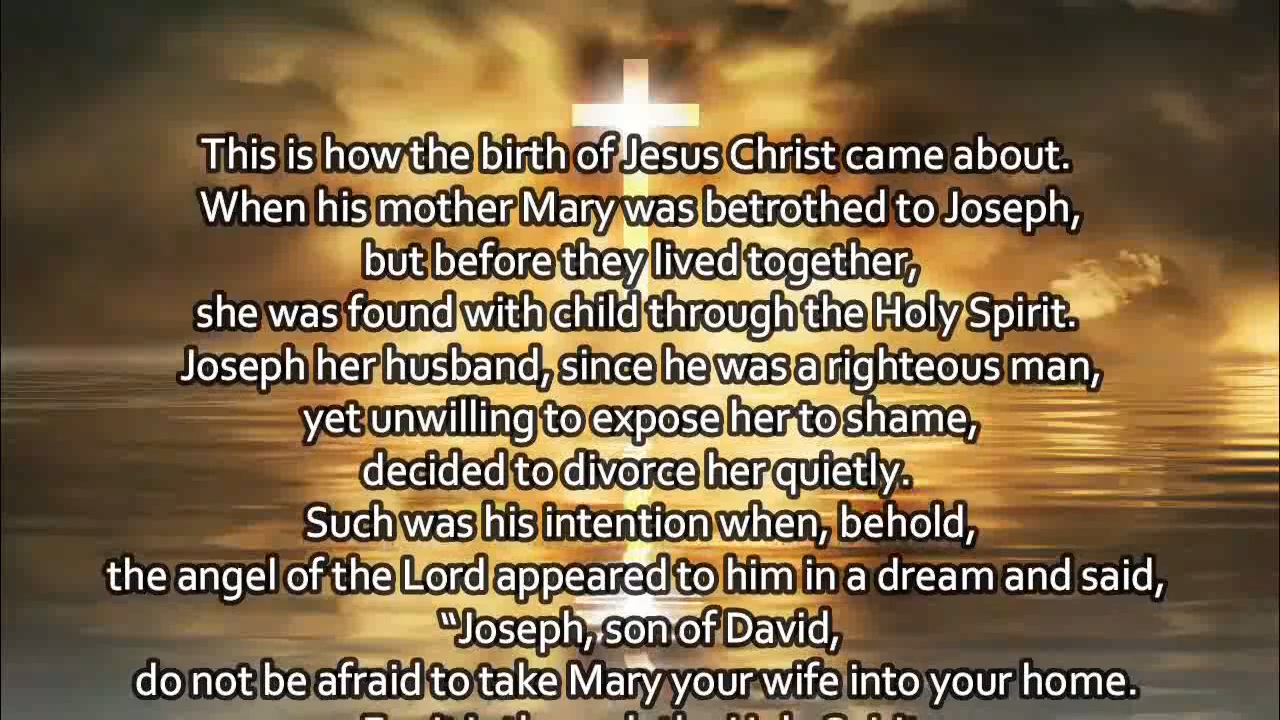 This is how the birth of Jesus Christ came about.
When his mother Mary was betrothed to Joseph,
but before they lived together,
she was found with child through the Holy Spirit.
Joseph her husband, since he was a righteous man,
yet unwilling to expose her to shame,
decided to divorce her quietly.
Such was his intention when, behold,
the angel of the Lord appeared to him in a dream and said,
“Joseph, son of David,
do not be afraid to take Mary your wife into your home.